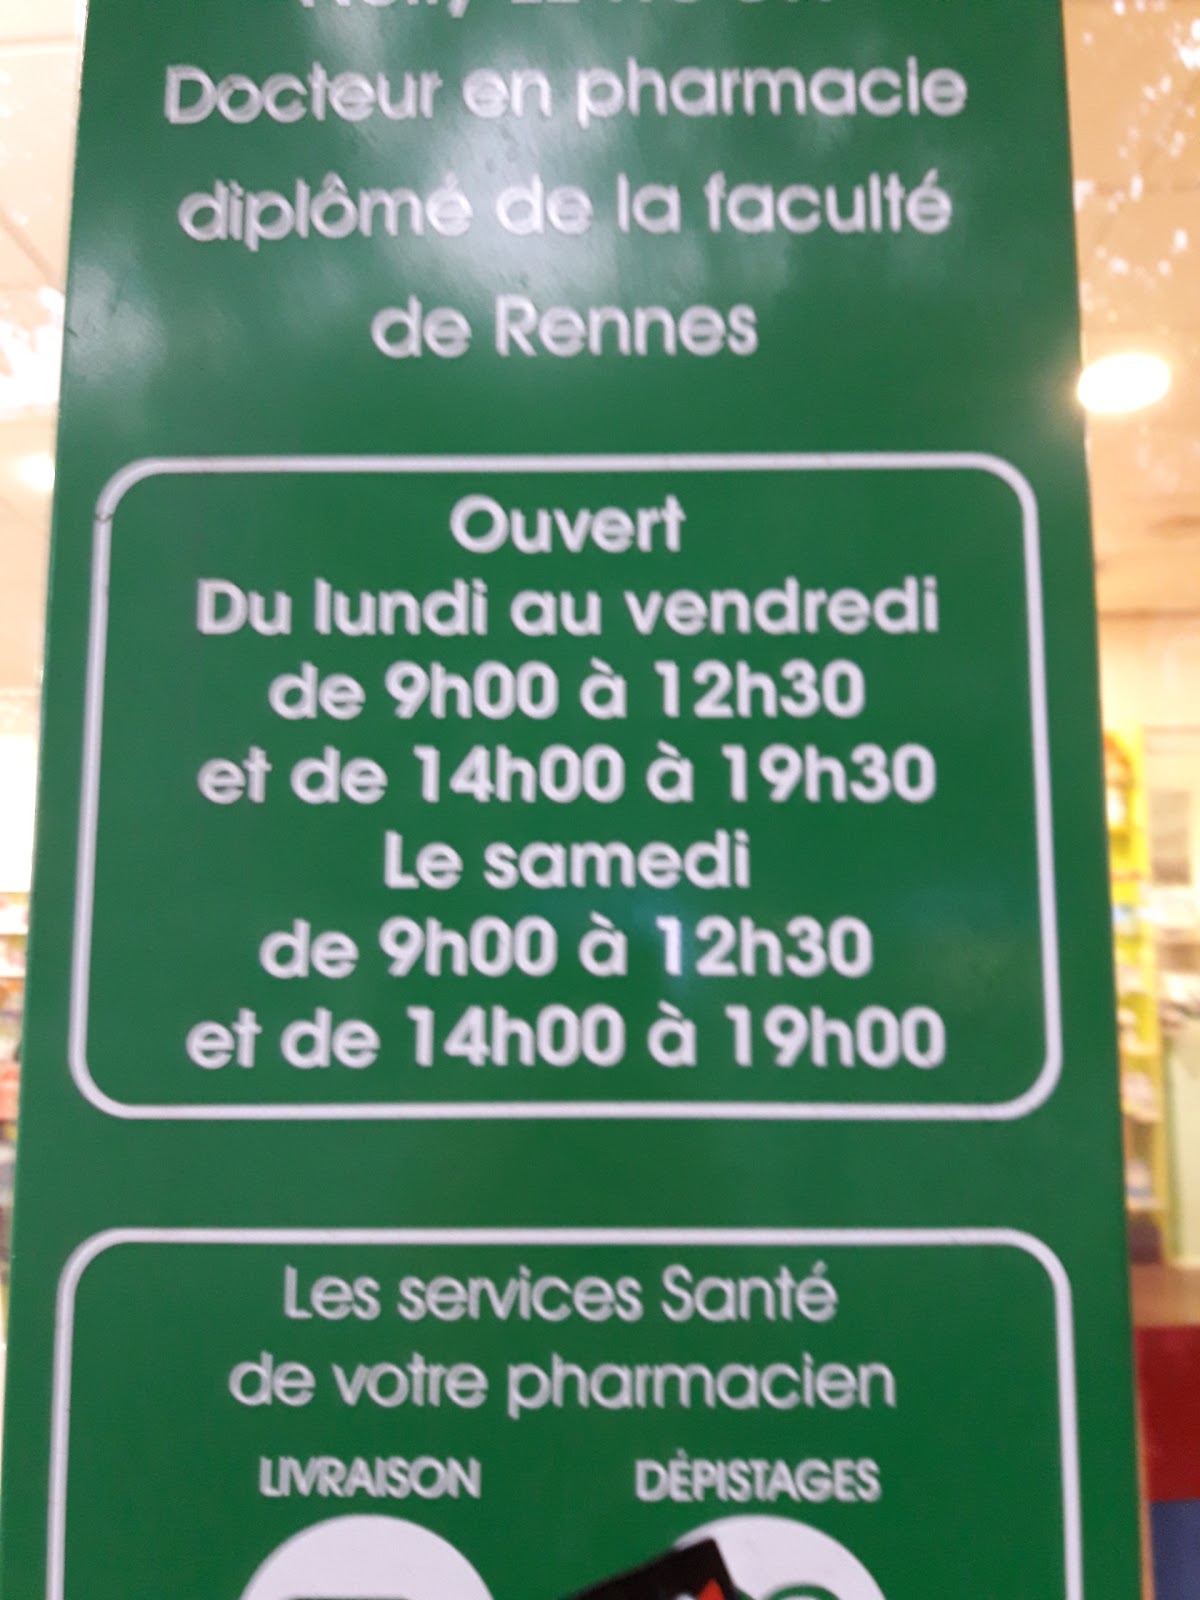 Docteur en pharmacie
diplômé de la faculté
de Rennes
Ouvert
Du lundi au vendredi
de 9h00 à 12h30
et de 14h00 à 19h30
Le samedi
de 9h00 à 12h30
et de 14h00 à 19h00
Les services Santé
de votre pharmacien
LIVRAISON DÈPISTAGES